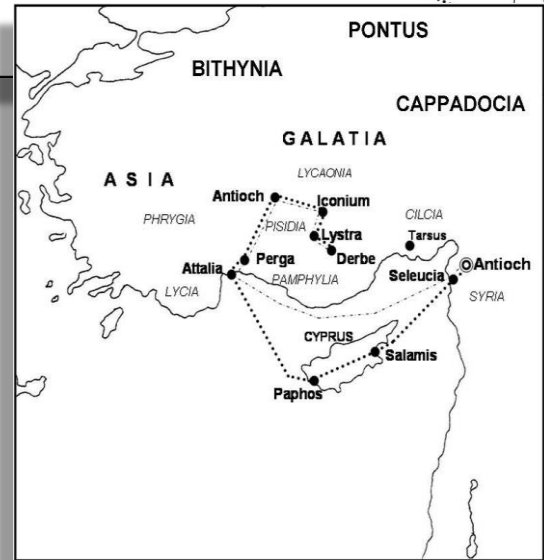 PONTUS
BITHYNIA
CAPPADOCIA
GALATIA
LYCAONIA
ASIA
Antioch
Iconium
PHRYGIA
PISIDIA
CILCIA
Lystra
Tarsus
Derbe
Perga
Antioch
Attalia
PAMPHYLIA
Seleucia
LYCIA
SYRIA
CYPRUS
Salamis
Paphos